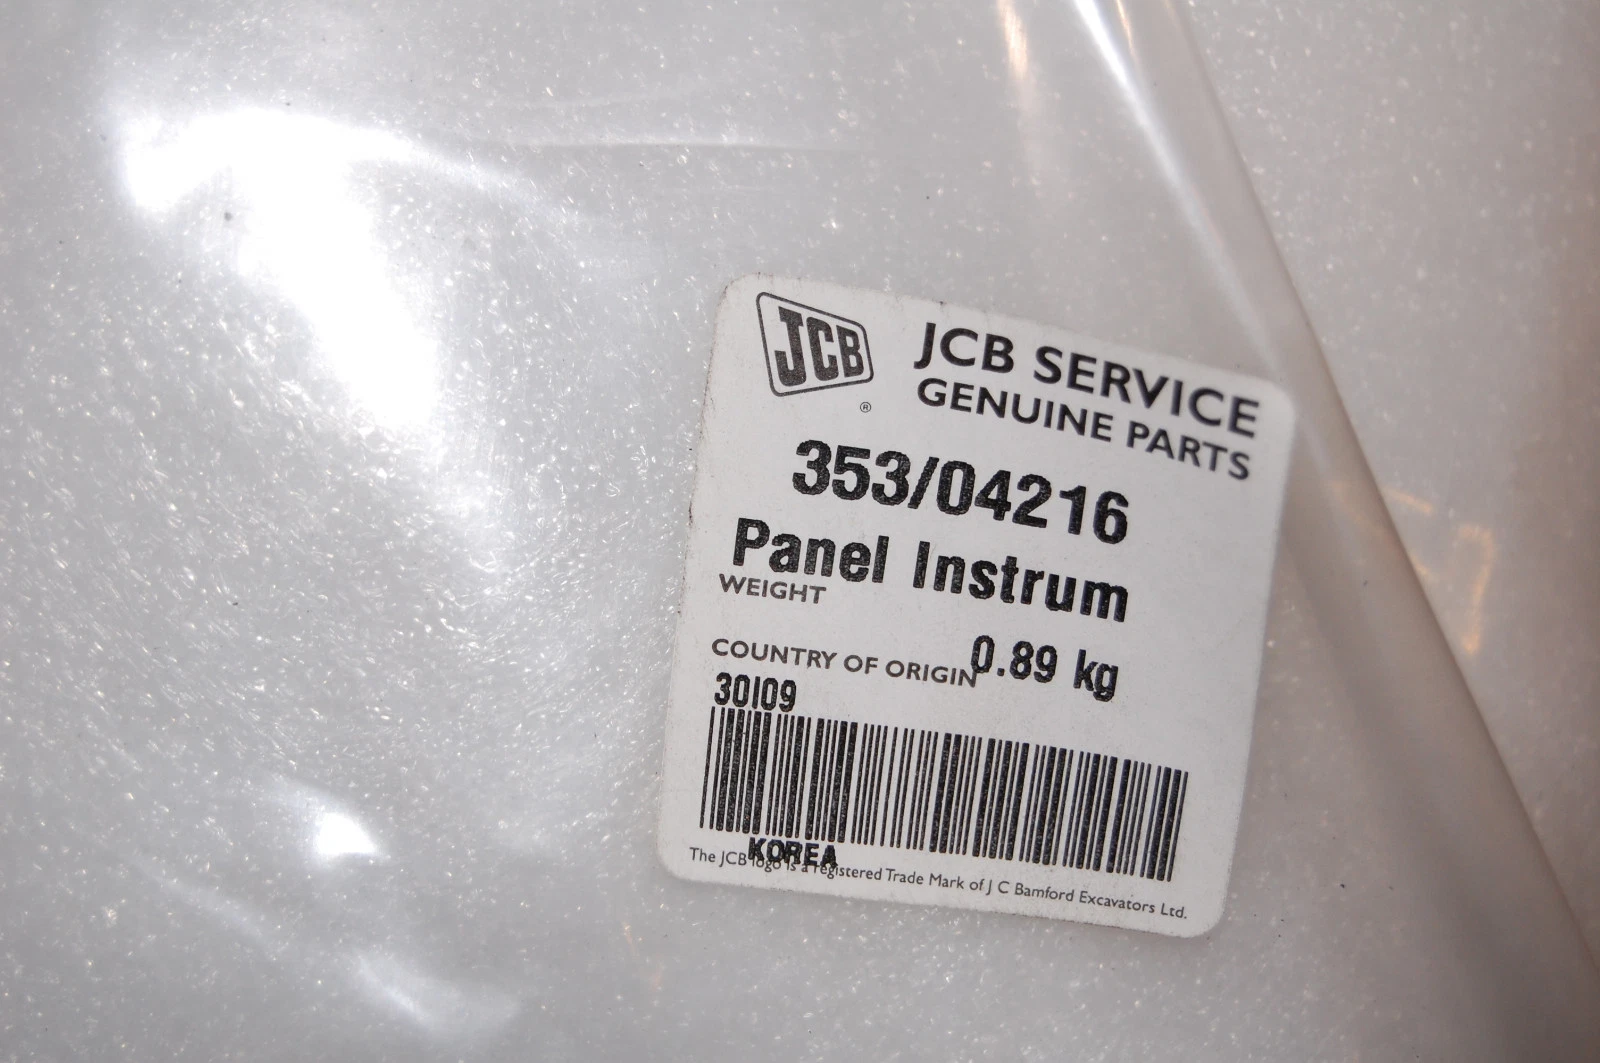 JCB
®
JCB SERVICE
GENUINE PARTS
353/04216
Panel Instrum
WEIGHT
0.89 kg
COUNTRY OF ORIGIN
30109
KOREA
The JCB logo is a registered Trade Mark of J C Bamford Excavators Ltd.